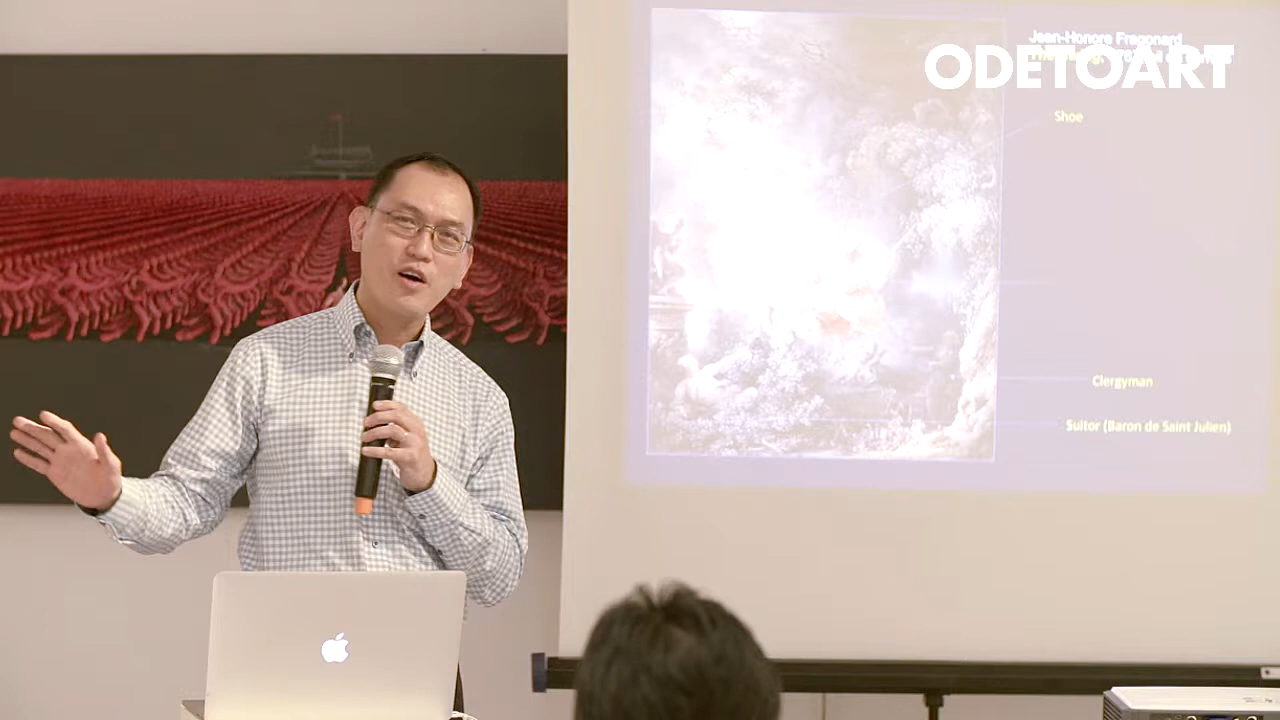 Jean-Honore Fragonard
ODETOART
Shoe
Clergyman
Suitor (Baron de Saint Julien)